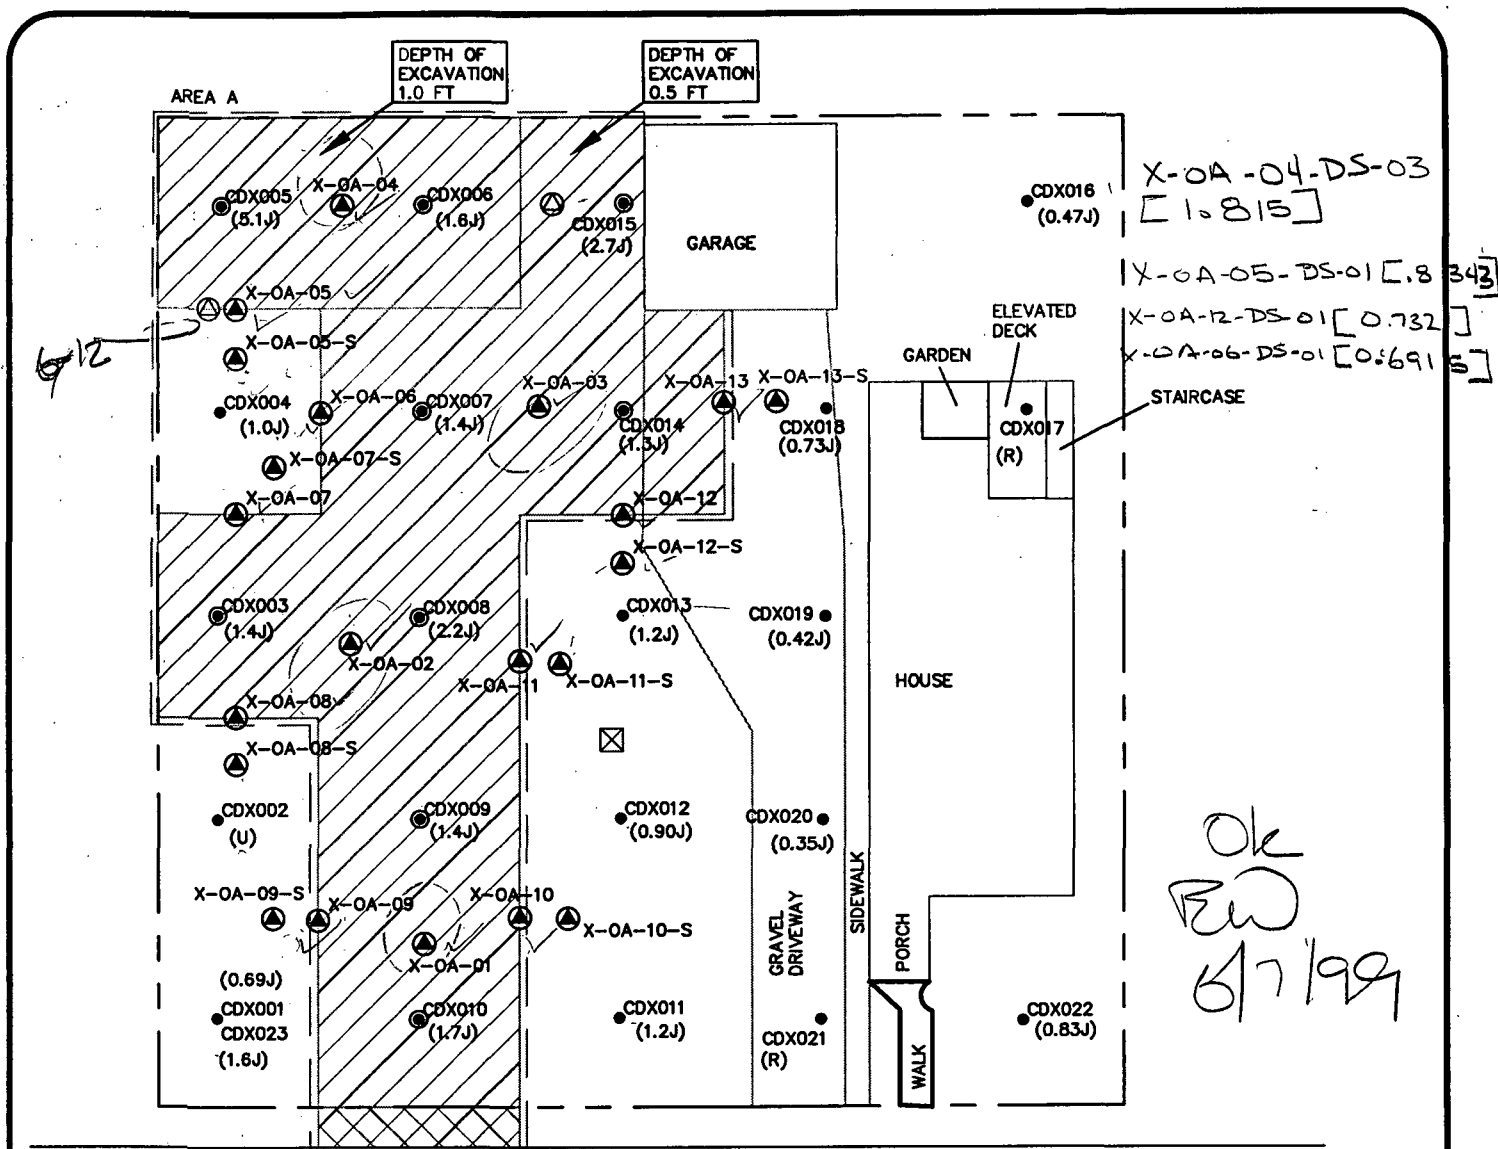 DEPTH OF
EXCAVATION
1.0 FT
DEPTH OF
EXCAVATION
0.5 FT
AREA A
CDX005
(5.1J)
X-OA-04
CDX006
(1.6J)
CDX015
(2.7J)
GARAGE
CDX016
(0.47J)
X-OA-04-DS-03
[1.815]
X-OA-05-DS-01 [.8343]
X-OA-12-DS-01 [0.732]
X-OA-06-DS-01 [0.691
X-OA-05
X-OA-05-S
ELEVATED
DECK
GARDEN
STAIRCASE
CDX004
(1.0J)
X-OA-06
CDX007
(1.4J)
X-OA-03
CDX014
(1.3J)
X-OA-13
X-OA-13-S
CDX018
(0.73J)
CDX017
(R)
X-OA-07-S
X-OA-07
X-OA-12
X-OA-12-S
CDX003
(1.4J)
CDX008
(2.2J)
CDX013
(1.2J)
CDX019
(0.42J)
X-OA-02
X-OA-11
X-OA-11-S
HOUSE
X-OA-08
X-OA-08-S
CDX002
(U)
CDX009
(1.4J)
CDX012
(0.90J)
CDX020
(0.35J)
Ok
X-OA-09-S
X-OA-09
X-OA-10
X-OA-10-S
X-OA-01
GRAVEL
DRIVEWAY
SIDEWALK
PORCH
(0.69J)
CDX001
CDX023
(1.6J)
CDX010
(1.7J)
CDX011
(1.2J)
CDX021
(R)
WALK
CDX022
(0.83J)